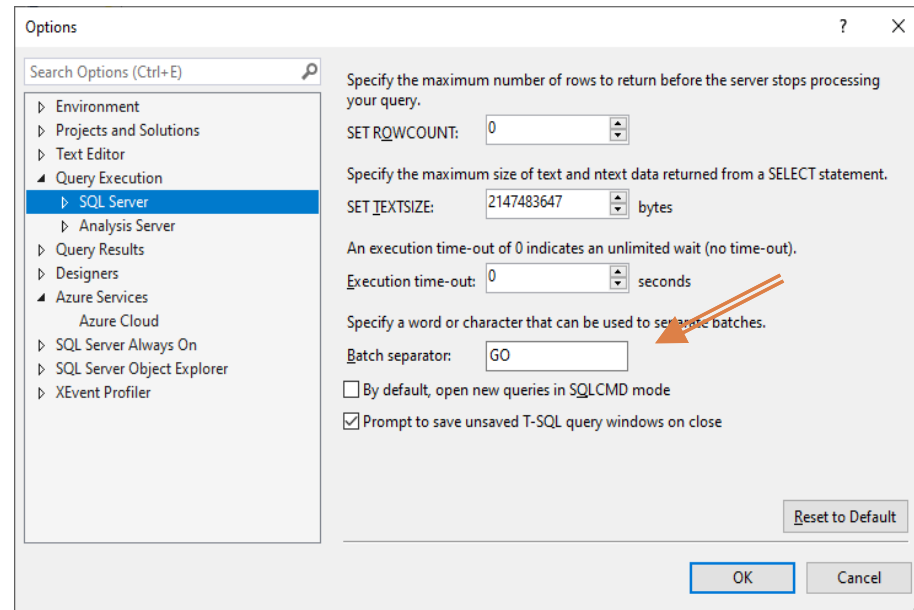 Options
Search Options (Ctrl+E)
Environment
Projects and Solutions
Text Editor
Query Execution
SQL Server
Analysis Server
Query Results
Designers
Azure Services
Azure Cloud
SQL Server Always On
SQL Server Object Explorer
XEvent Profiler
Specify the maximum number of rows to return before the server stops processing
your query.
SET ROWCOUNT: 0
Specify the maximum size of text and ntext data returned from a SELECT statement.
SET TEXTSIZE: 2147483647 bytes
An execution time-out of 0 indicates an unlimited wait (no time-out).
Execution time-out: 0 seconds
Specify a word or character that can be used to separate batches.
Batch separator: GO
By default, open new queries in SQLCMD mode
Prompt to save unsaved T-SQL query windows on close
Reset to Default
OK Cancel